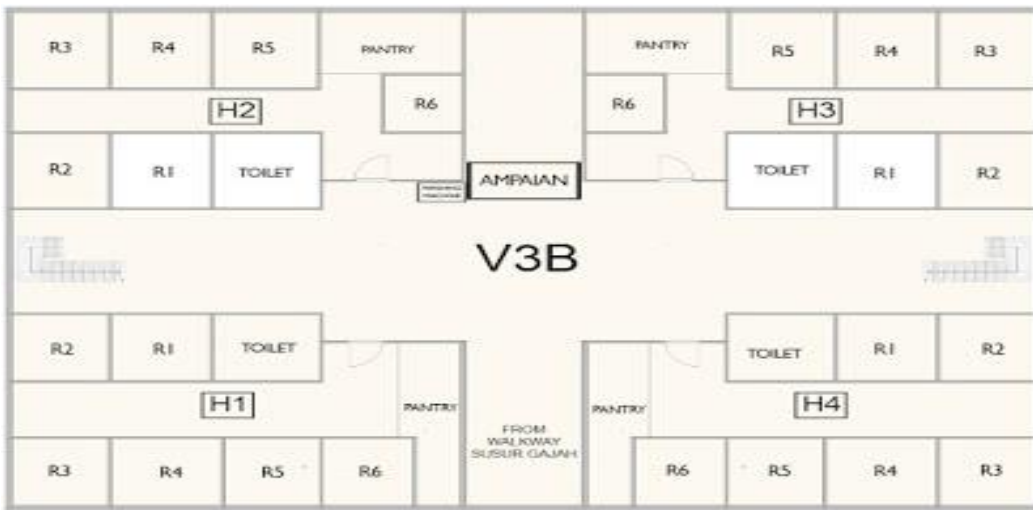 R3
R4
R5
PANTRY
PANTRY
R5
R4
R3
R6
R6
H2
H3
R2
R1
TOILET
AMPAIAN
TOILET
R1
R2
V3B
R2
R1
TOILET
TOILET
R1
R2
H1
PANTRY
PANTRY
H4
FROM
WALKWAY
SUSUR GAJAH
R3
R4
R5
R6
R6
R5
R4
R3